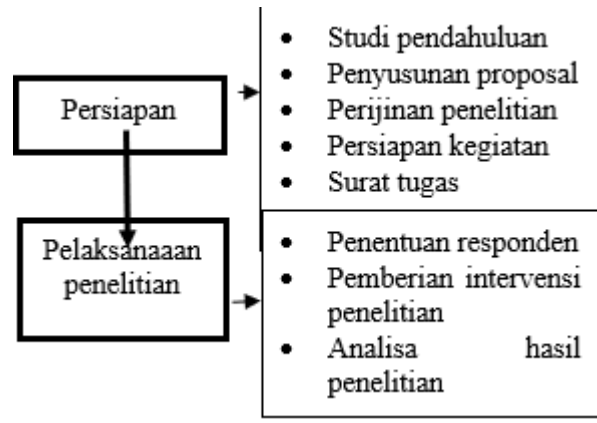 Persiapan
• Studi pendahuluan
• Penyusunan proposal
• Perijinan penelitian
• Persiapan kegiatan
• Surat tugas
Pelaksanaaan
penelitian
• Penentuan responden
• Pemberian intervensi
penelitian
• Analisa hasil
penelitian